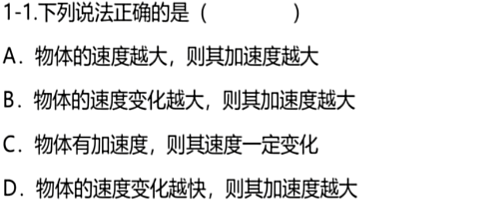 1-1.下列说法正确的是（　　　）
A. 物体的速度越大，则其加速度越大
B. 物体的速度变化越大，则其加速度越大
C. 物体有加速度，则其速度一定变化
D. 物体的速度变化越快，则其加速度越大